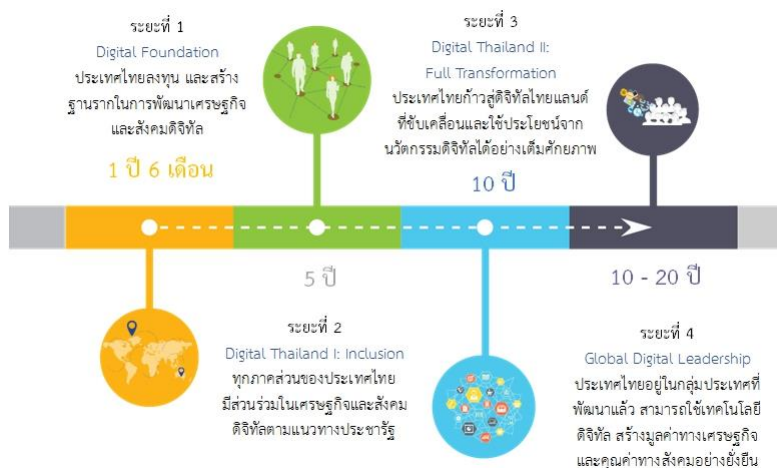 ระยะที่ 1
Digital Foundation
ประเทศไทยลงทุน และสร้าง
ฐานรากในการพัฒนาเศรษฐกิจ
และสังคมดิจิทัล
1 ปี 6 เดือน
5 ปี
ระยะที่ 2
Digital Thailand I: Inclusion
ทุกภาคส่วนของประเทศไทย
มีส่วนร่วมในเศรษฐกิจและสังคม
ดิจิทัลตามแนวทางประชารัฐ
ระยะที่ 3
Digital Thailand II:
Full Transformation
ประเทศไทยก้าวสู่ดิจิทัลไทยแลนด์
ที่ขับเคลื่อนและใช้ประโยชน์จาก
นวัตกรรมดิจิทัลได้อย่างเต็มศักยภาพ
10 ปี
10 - 20 ปี
ระยะที่ 4
Global Digital Leadership
ประเทศไทยอยู่ในกลุ่มประเทศที่
พัฒนาแล้ว สามารถใช้เทคโนโลยี
ดิจิทัล สร้างมูลค่าทางเศรษฐกิจ
และคุณค่าทางสังคมอย่างยั่งยืน